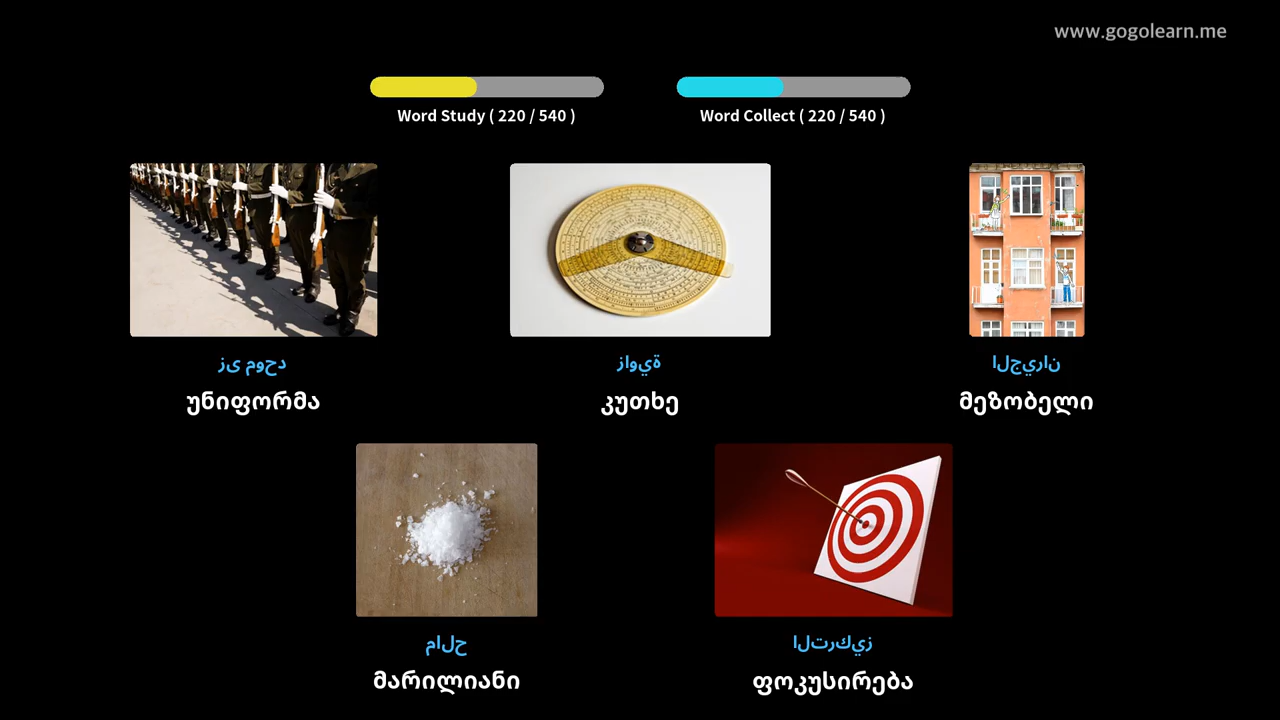 www.gogolearn.me
Word Study ( 220 / 540 )
Word Collect ( 220 / 540 )
زى موحد
უნიფორმა
زاوية
კუთხე
الجيران
მეზობელი
مالح
მარილიანი
التركيز
ფოკუსირება